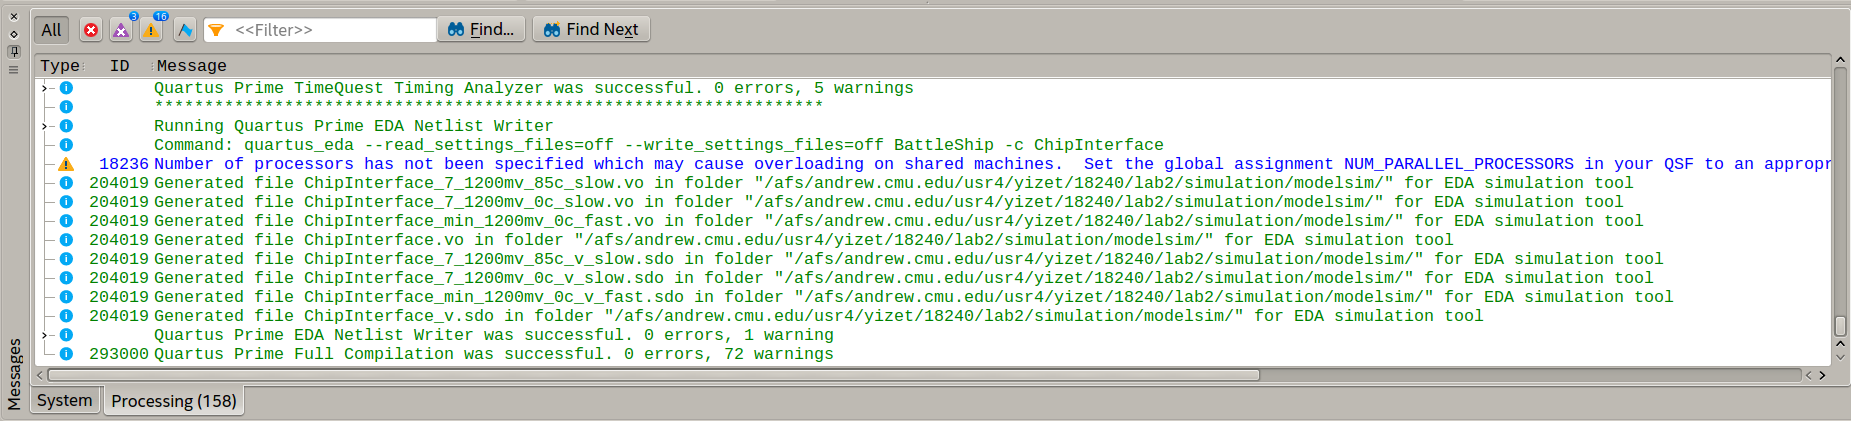 3 16
All <<Filter>> Find... Find Next
Type ID Message
Quartus Prime TimeQuest Timing Analyzer was successful. 0 errors, 5 warnings
*******************************************************************
Running Quartus Prime EDA Netlist Writer
Command: quartus_eda --read_settings_files=off --write_settings_files=off BattleShip -c ChipInterface
18236 Number of processors has not been specified which may cause overloading on shared machines.  Set the global assignment NUM_PARALLEL_PROCESSORS in your QSF to an appropr
204019 Generated file ChipInterface_7_1200mv_85c_slow.vo in folder "/afs/andrew.cmu.edu/usr4/yizet/18240/lab2/simulation/modelsim/" for EDA simulation tool
204019 Generated file ChipInterface_7_1200mv_0c_slow.vo in folder "/afs/andrew.cmu.edu/usr4/yizet/18240/lab2/simulation/modelsim/" for EDA simulation tool
204019 Generated file ChipInterface_min_1200mv_0c_fast.vo in folder "/afs/andrew.cmu.edu/usr4/yizet/18240/lab2/simulation/modelsim/" for EDA simulation tool
204019 Generated file ChipInterface.vo in folder "/afs/andrew.cmu.edu/usr4/yizet/18240/lab2/simulation/modelsim/" for EDA simulation tool
204019 Generated file ChipInterface_7_1200mv_85c_v_slow.sdo in folder "/afs/andrew.cmu.edu/usr4/yizet/18240/lab2/simulation/modelsim/" for EDA simulation tool
204019 Generated file ChipInterface_7_1200mv_0c_v_slow.sdo in folder "/afs/andrew.cmu.edu/usr4/yizet/18240/lab2/simulation/modelsim/" for EDA simulation tool
204019 Generated file ChipInterface_min_1200mv_0c_v_fast.sdo in folder "/afs/andrew.cmu.edu/usr4/yizet/18240/lab2/simulation/modelsim/" for EDA simulation tool
204019 Generated file ChipInterface_v.sdo in folder "/afs/andrew.cmu.edu/usr4/yizet/18240/lab2/simulation/modelsim/" for EDA simulation tool
Quartus Prime EDA Netlist Writer was successful. 0 errors, 1 warning
293000 Quartus Prime Full Compilation was successful. 0 errors, 72 warnings
Messages
System Processing (158)